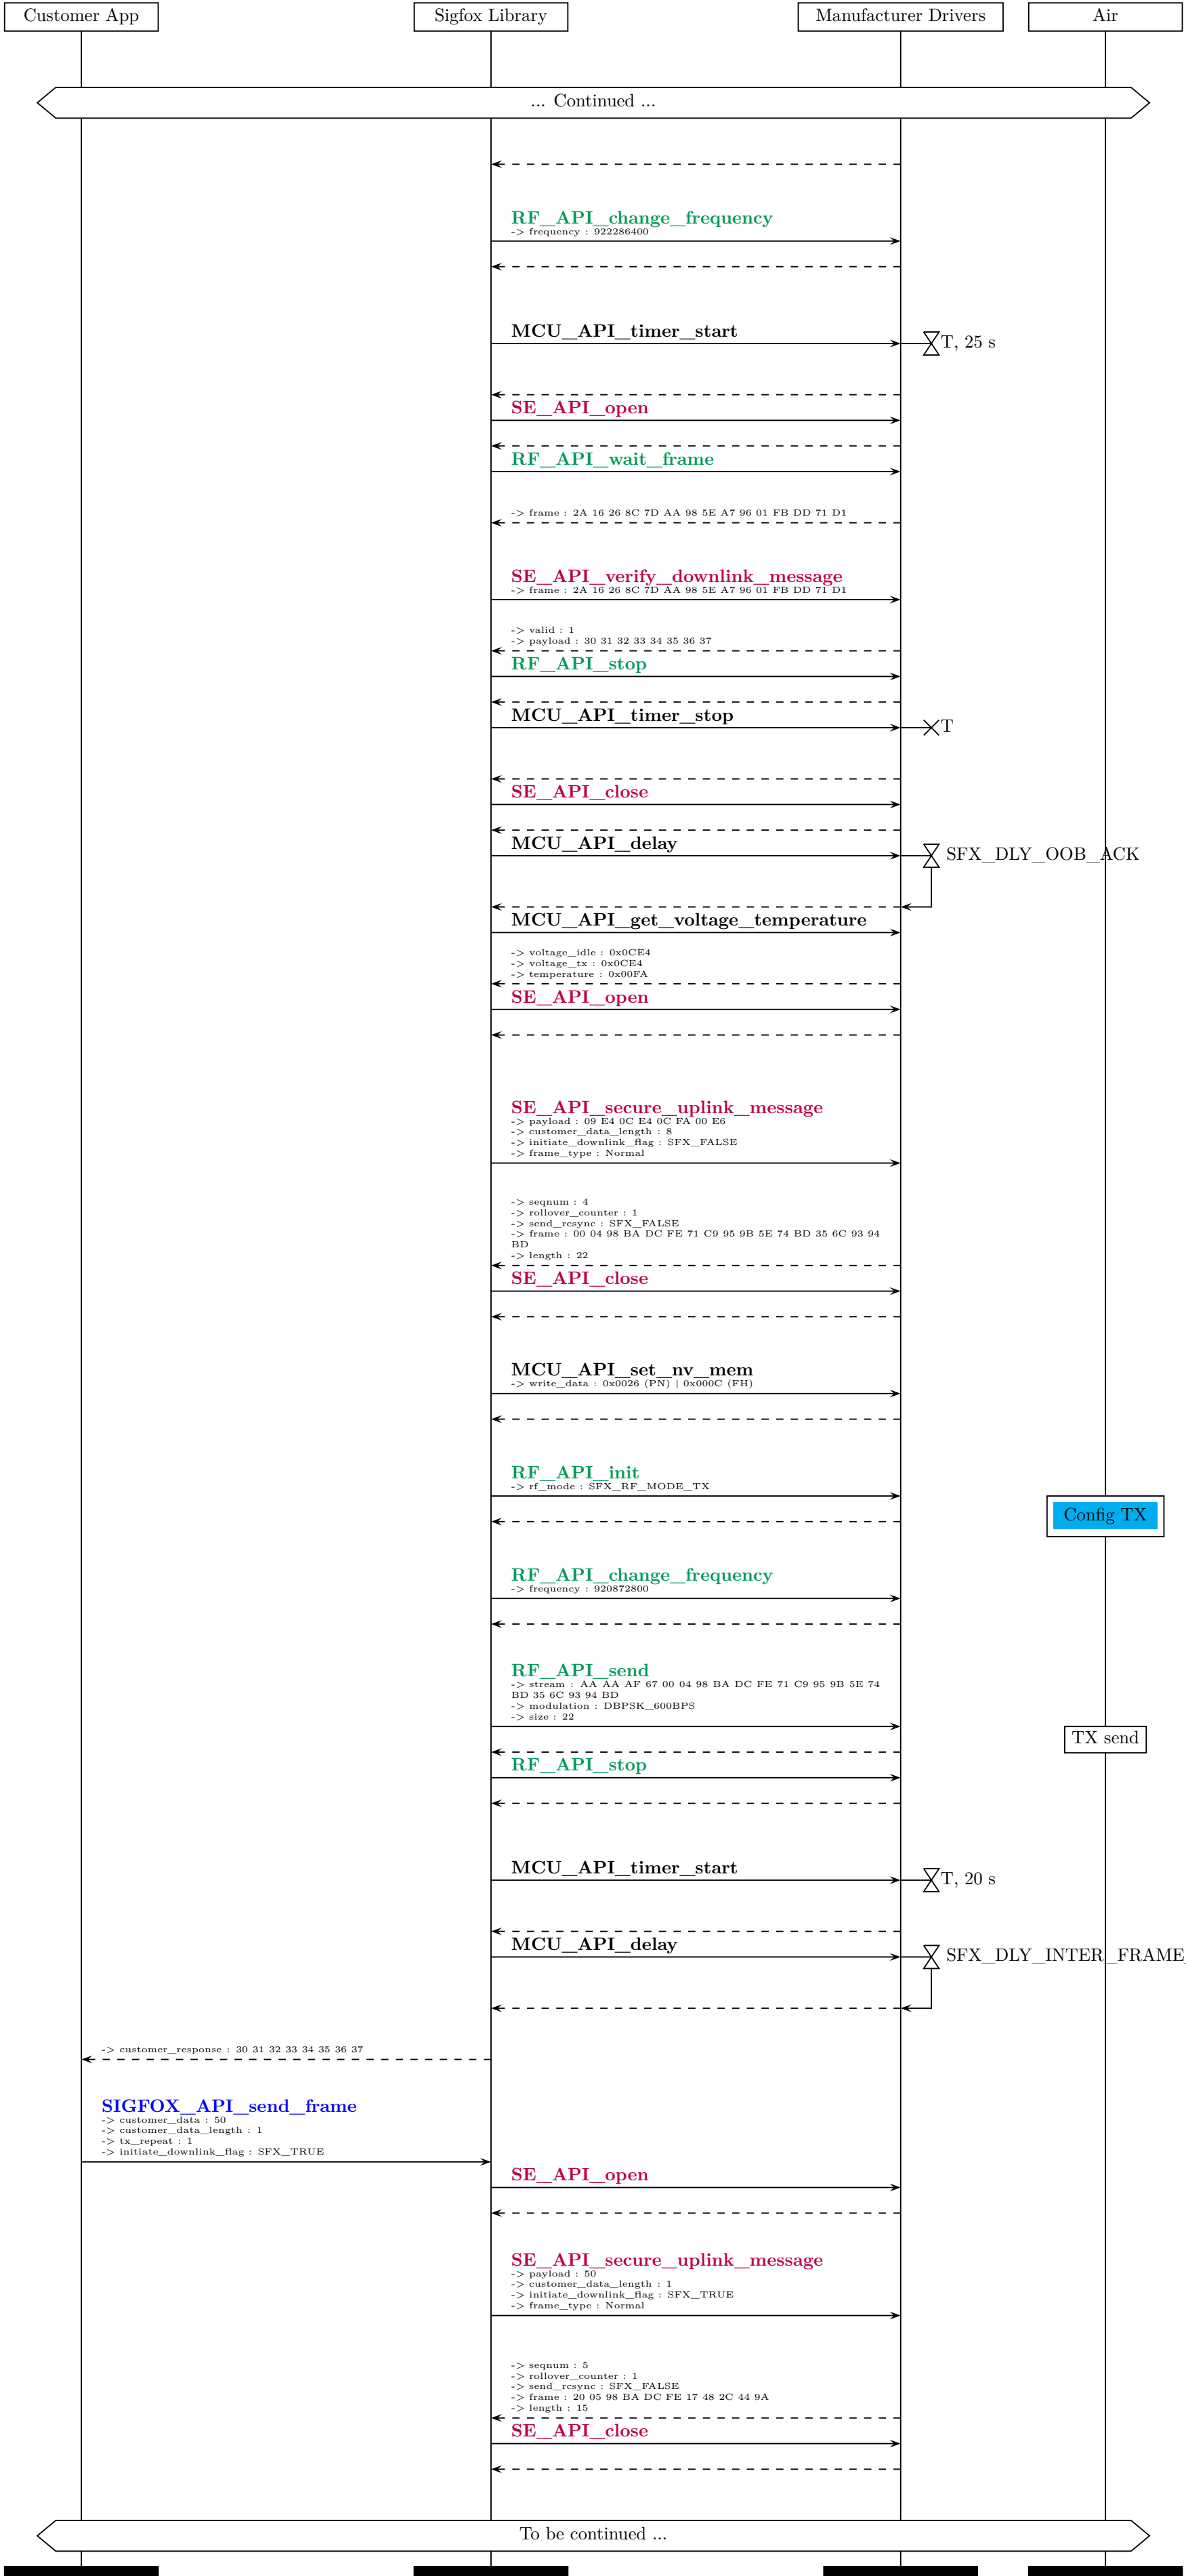 Customer App
Sigfox Library
Manufacturer Drivers
Air
... Continued ...
RF_API_change_frequency
-> frequency : 922286400
MCU_API_timer_start
T, 25 s
SE_API_open
RF_API_wait_frame
-> frame : 2A 16 26 8C 7D AA 98 5E A7 96 01 FB DD 71 D1
SE_API_verify_downlink_message
-> frame : 2A 16 26 8C 7D AA 98 5E A7 96 01 FB DD 71 D1
-> valid : 1
-> payload : 30 31 32 33 34 35 36 37
RF_API_stop
MCU_API_timer_stop
T
SE_API_close
MCU_API_delay
SFX_DLY_OOB_ACK
MCU_API_get_voltage_temperature
-> voltage_idle : 0x0CE4
-> voltage_tx : 0x0CE4
-> temperature : 0x00FA
SE_API_open
SE_API_secure_uplink_message
-> payload : 09 E4 0C E4 0C FA 00 E6
-> customer_data_length : 8
-> initiate_downlink_flag : SFX_FALSE
-> frame_type : Normal
-> seqnum : 4
-> rollover_counter : 1
-> send_rcsync : SFX_FALSE
-> frame : 00 04 98 BA DC FE 71 C9 95 9B 5E 74 BD 35 6C 93 94
BD
-> length : 22
SE_API_close
MCU_API_set_nv_mem
-> write_data : 0x0026 (PN) | 0x000C (FH)
RF_API_init
-> rf_mode : SFX_RF_MODE_TX
Config TX
RF_API_change_frequency
-> frequency : 920872800
RF_API_send
-> stream : AA AA AF 67 00 04 98 BA DC FE 71 C9 95 9B 5E 74
BD 35 6C 93 94 BD
-> modulation : DBPSK_600BPS
-> size : 22
TX send
RF_API_stop
MCU_API_timer_start
T, 20 s
MCU_API_delay
SFX_DLY_INTER_FRAME_
-> customer_response : 30 31 32 33 34 35 36 37
SIGFOX_API_send_frame
-> customer_data : 50
-> customer_data_length : 1
-> tx_repeat : 1
-> initiate_downlink_flag : SFX_TRUE
SE_API_open
SE_API_secure_uplink_message
-> payload : 50
-> customer_data_length : 1
-> initiate_downlink_flag : SFX_TRUE
-> frame_type : Normal
-> seqnum : 5
-> rollover_counter : 1
-> send_rcsync : SFX_FALSE
-> frame : 20 05 98 BA DC FE 17 48 2C 44 9A
-> length : 15
SE_API_close
To be continued ...